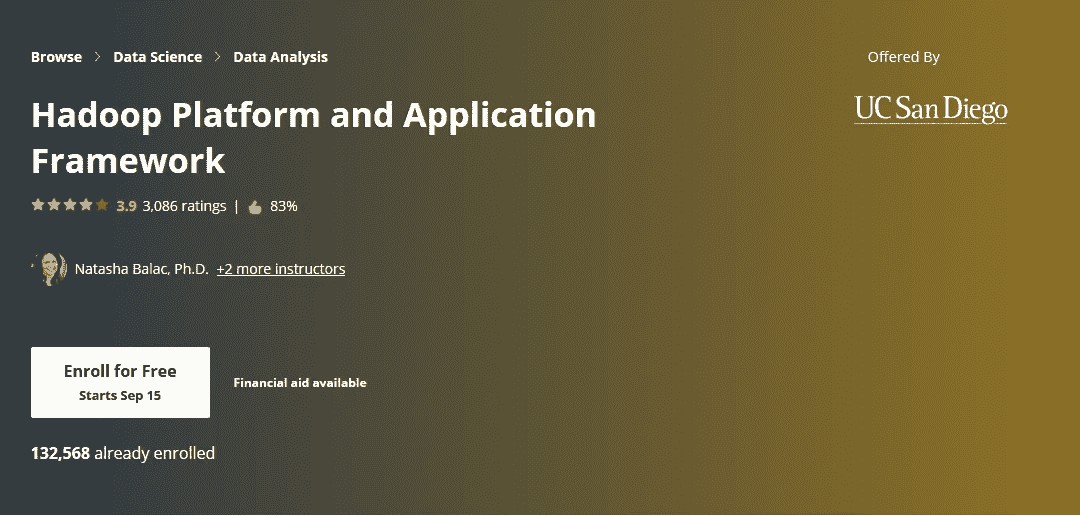 Browse > Data Science > Data Analysis
Offered By
UC San Diego
Hadoop Platform and Application
Framework
3.9 3,086 ratings | 83%
Natasha Balac, Ph.D. +2 more instructors
Enroll for Free
Starts Sep 15
Financial aid available
132,568 already enrolled